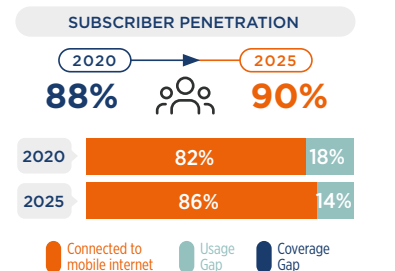 SUBSCRIBER PENETRATION
2020
2025
88%
90%
2020
82%
18%
2025
86%
14%
Connected to
mobile internet
Usage
Gap
Coverage
Gap